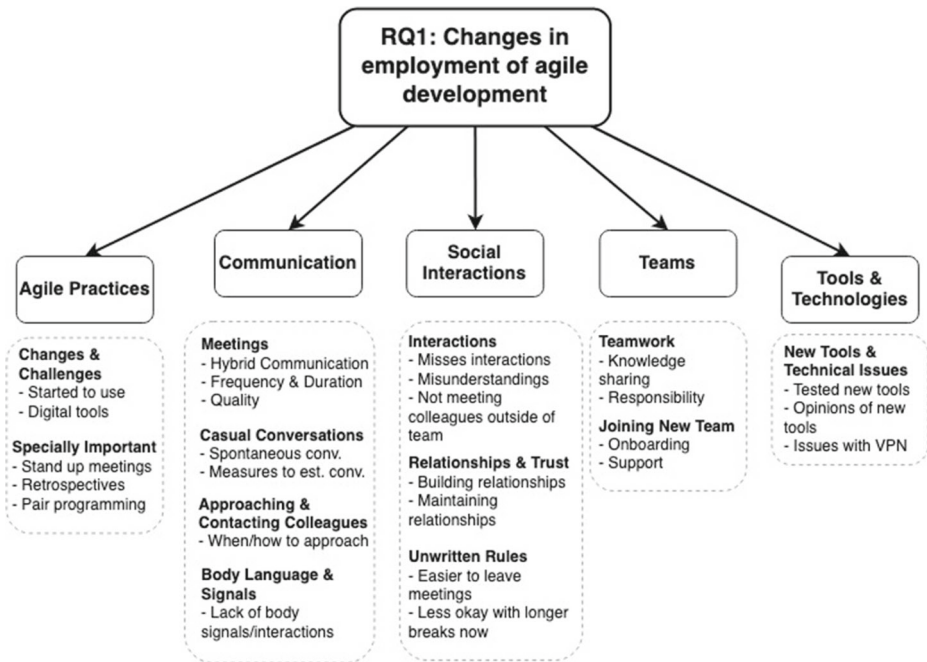 RQ1: Changes in
employment of agile
development
Agile Practices
Changes &
Challenges
- Started to use
- Digital tools
Specially Important
- Stand up meetings
- Retrospectives
- Pair programming
Communication
Meetings
- Hybrid Communication
- Frequency & Duration
- Quality
Casual Conversations
- Spontaneous conv.
- Measures to est. conv.
Approaching &
Contacting Colleagues
- When/how to approach
Body Language &
Signals
- Lack of body
signals/interactions
Social
Interactions
Interactions
- Misses interactions
- Misunderstandings
- Not meeting
colleagues outside of
team
Relationships & Trust
- Building relationships
- Maintaining
relationships
Unwritten Rules
- Easier to leave
meetings
- Less okay with longer
breaks now
Teams
Teamwork
- Knowledge
sharing
- Responsibility
Joining New Team
- Onboarding
- Support
Tools &
Technologies
New Tools &
Technical Issues
- Tested new tools
- Opinions of new
tools
- Issues with VPN